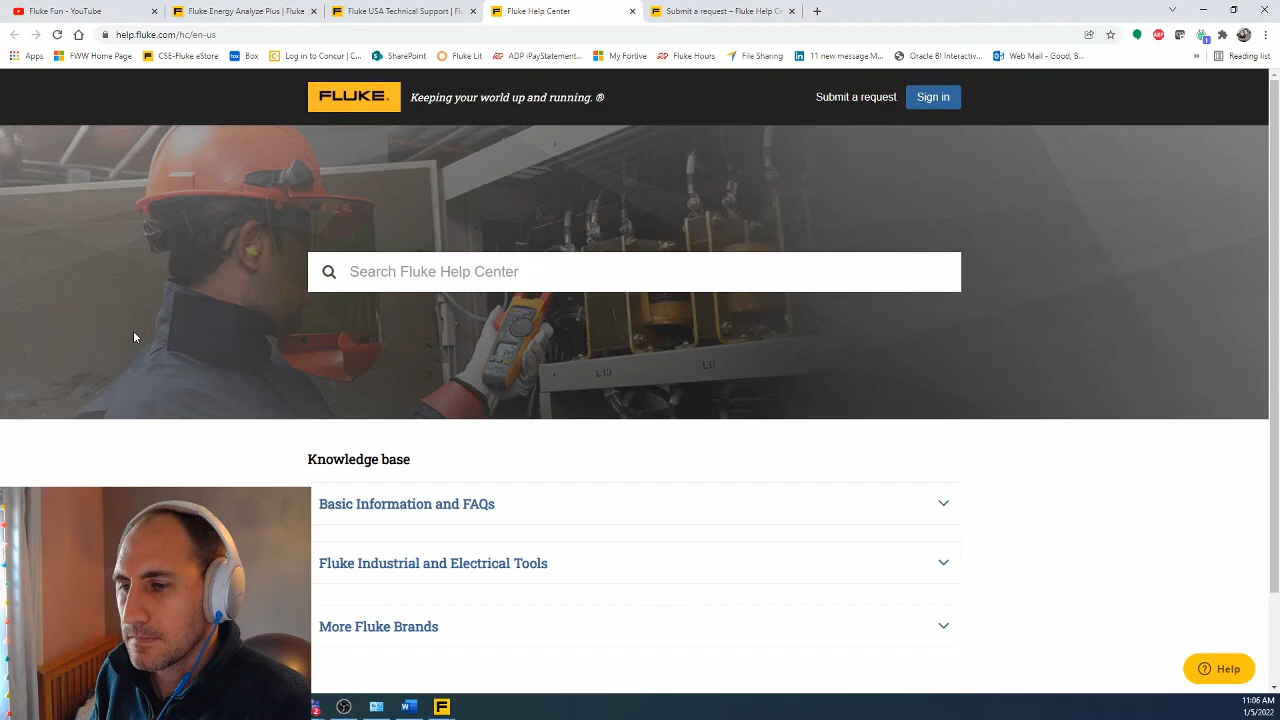 Fluke Fun - YouTube
Fluke Energy Analyze Plus | Fluke
Fluke USA Technical Support | Flu
Fluke Help Center
Submit a request – Fluke Help Ce
help.fluke.com/hc/en-us
Apps
FWW Home Page
CSE-Fluke Store
Box
Log in to Concur | C...
SharePoint
Fluke Lit
ADP iPayStatement...
My Fortive
Fluke Hours
File Sharing
11 new message.M...
Oracle BI Interactiv...
Web Mail - Good, B...
»
Reading list
FLUKE®
Keeping your world up and running. ®
Submit a request
Sign in
Search Fluke Help Center
Knowledge base
Basic Information and FAQs
Fluke Industrial and Electrical Tools
More Fluke Brands
Help
11:06 AM
1/5/2022